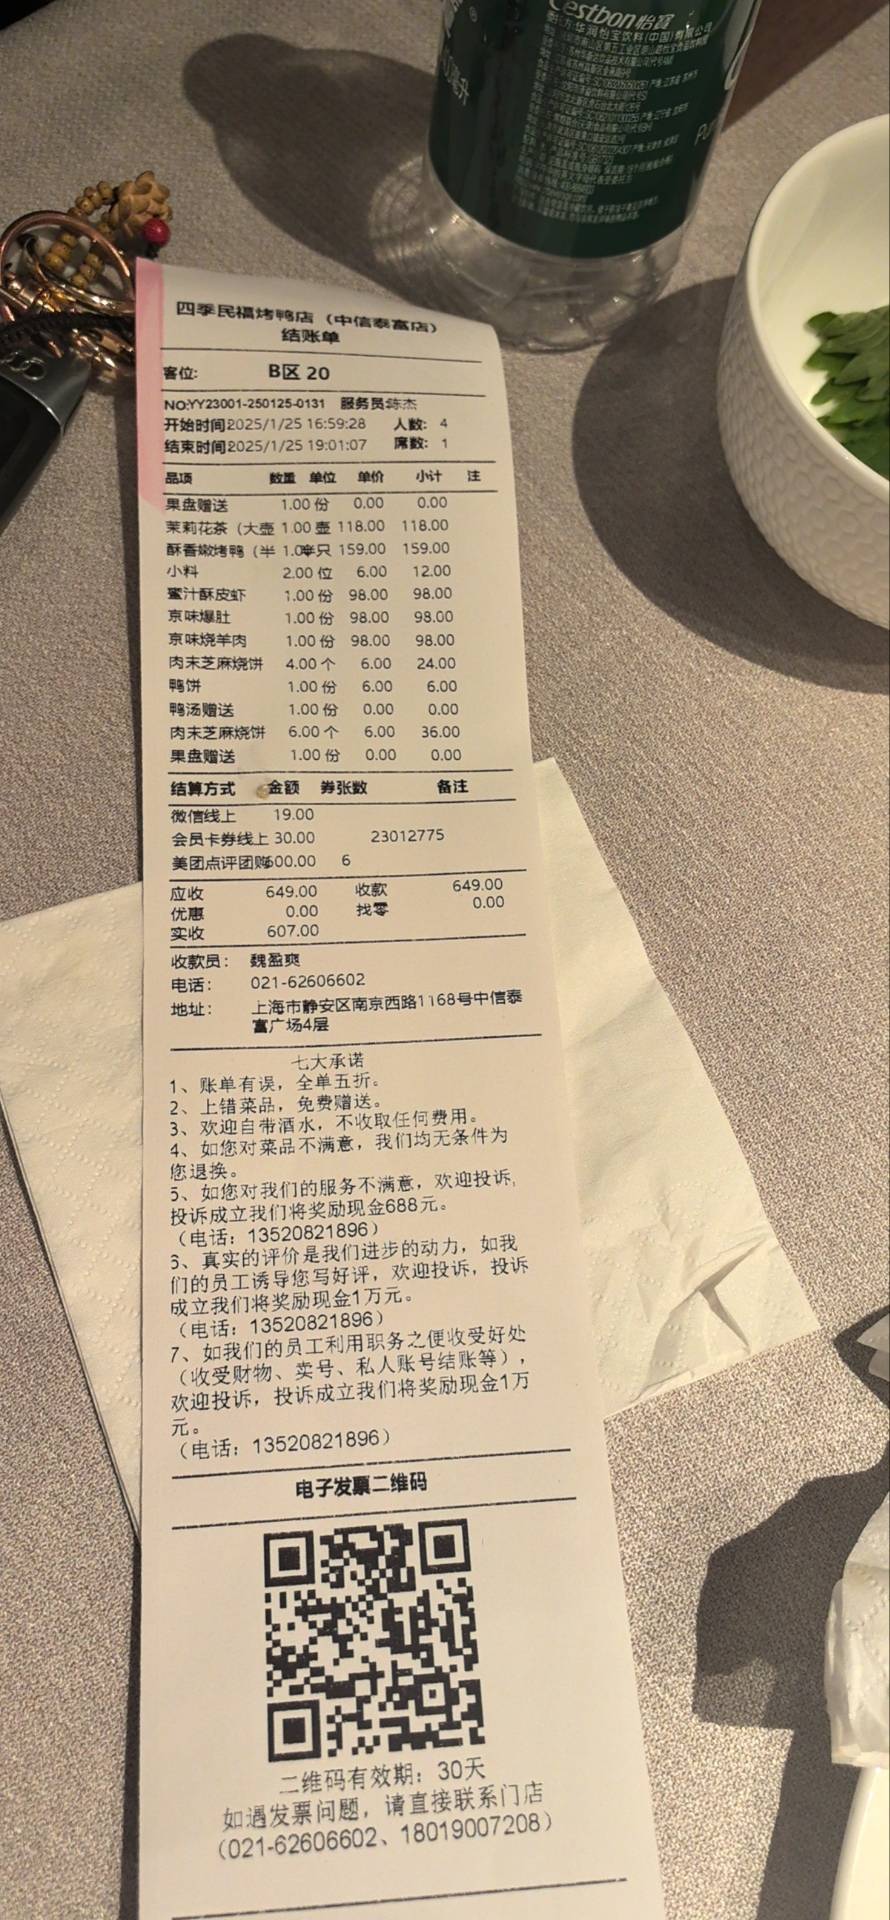 Cestbon怡宝
四季民福烤鸭店（中信泰富店）
结账单
客位: B区 20
NO:YY23001-250125-0131 服务员:陈杰
开始时间:2025/1/25 16:59:28 人数: 4
结束时间:2025/1/25 19:01:07 席数: 1
品项 数量 单位 单价 小计 注
果盘赠送 1.00 份 0.00 0.00
茉莉花茶（大壶 1.00 壶 118.00 118.00
酥香嫩烤鸭（半 1.00 半只 159.00 159.00
小料 2.00 位 6.00 12.00
蜜汁酥皮虾 1.00 份 98.00 98.00
京味爆肚 1.00 份 98.00 98.00
京味烧羊肉 1.00 份 98.00 98.00
肉末芝麻烧饼 4.00 个 6.00 24.00
鸭饼 1.00 份 6.00 6.00
鸭汤赠送 1.00 份 0.00 0.00
肉末芝麻烧饼 6.00 个 6.00 36.00
果盘赠送 1.00 份 0.00 0.00
结算方式 金额 券张数 备注
微信线上 19.00
会员卡券线上 30.00 23012775
美团点评团购600.00 6
应收 649.00 收款 649.00
优惠 0.00 找零 0.00
实收 607.00
收款员: 魏盈爽
电话: 021-62606602
地址: 上海市静安区南京西路1168号中信泰
富广场4层
七大承诺
1、账单有误，全单五折。
2、上错菜品，免费赠送。
3、欢迎自带酒水，不收取任何费用。
4、如您对菜品不满意，我们均无条件为
您退换。
5、如您对我们的服务不满意，欢迎投诉,
投诉成立我们将奖励现金688元。
（电话：13520821896）
6、真实的评价是我们进步的动力，如我
们的员工诱导您写好评，欢迎投诉，投诉
成立我们将奖励现金1万元。
（电话：13520821896）
7、如我们的员工利用职务之便收受好处
（收受财物、卖号、私人账号结账等），
欢迎投诉，投诉成立我们将奖励现金1万
元。
（电话：13520821896）
电子发票二维码
二维码有效期：30天
如遇发票问题，请直接联系门店
（021-62606602、18019007208）